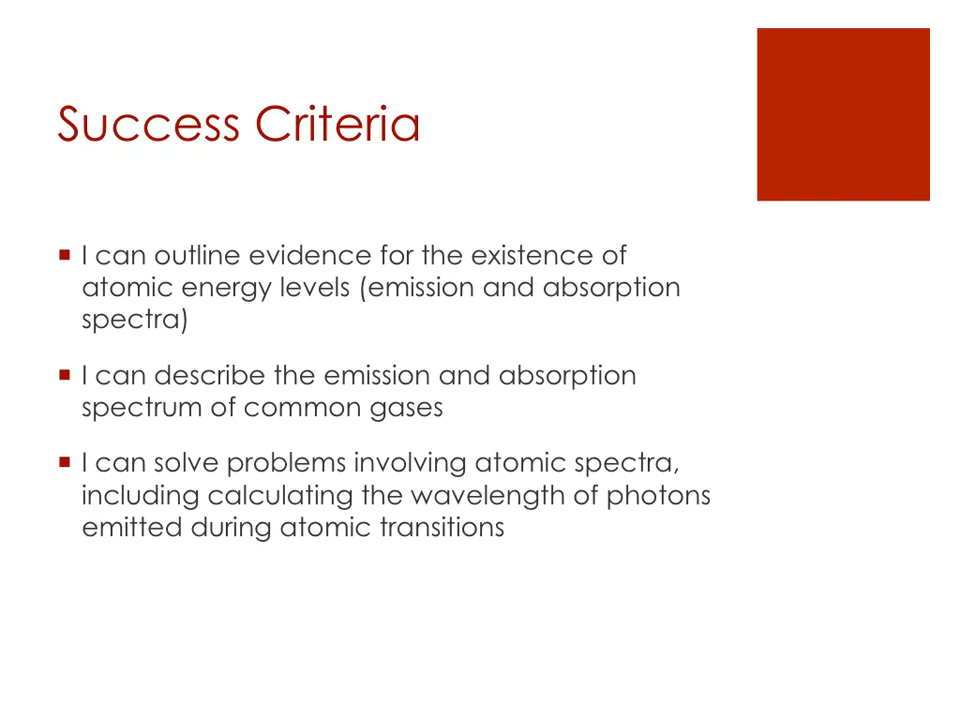 Success Criteria
I can outline evidence for the existence of
atomic energy levels (emission and absorption
spectra)
I can describe the emission and absorption
spectrum of common gases
I can solve problems involving atomic spectra,
including calculating the wavelength of photons
emitted during atomic transitions